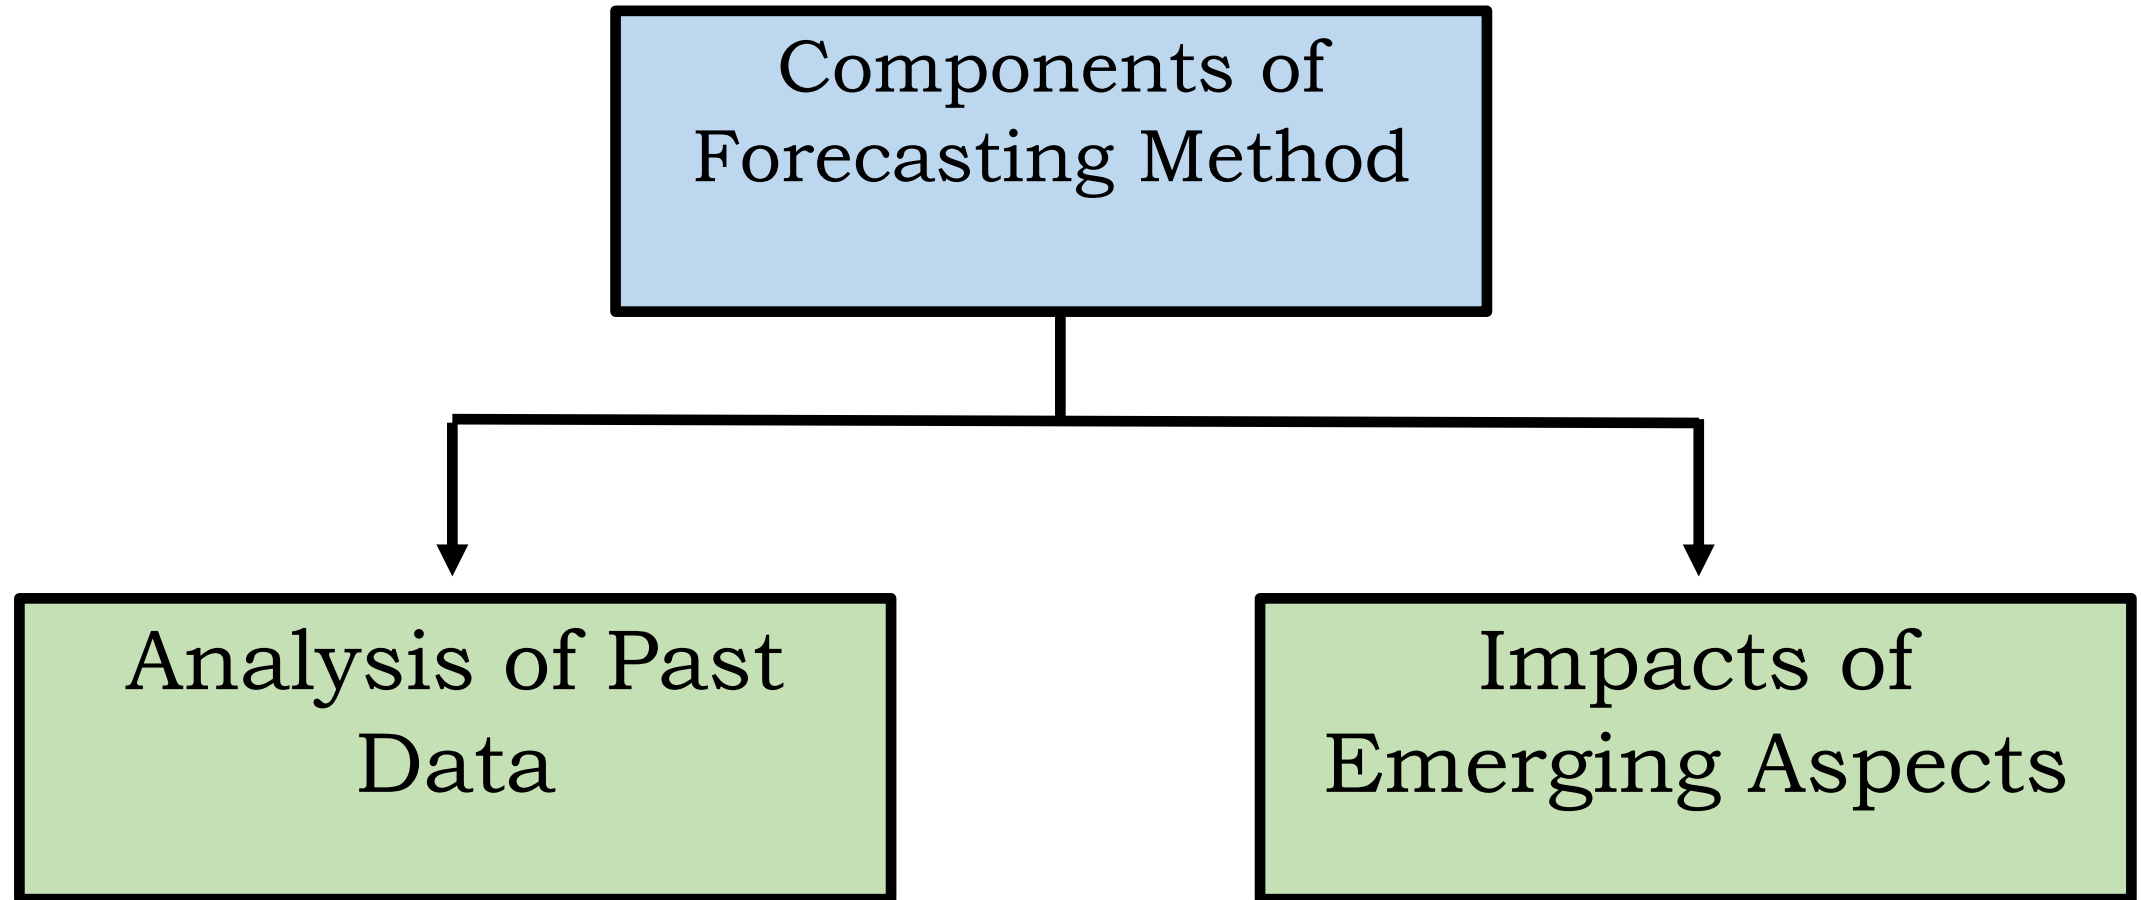 Components of
Forecasting Method
Analysis of Past
Data
Impacts of
Emerging Aspects